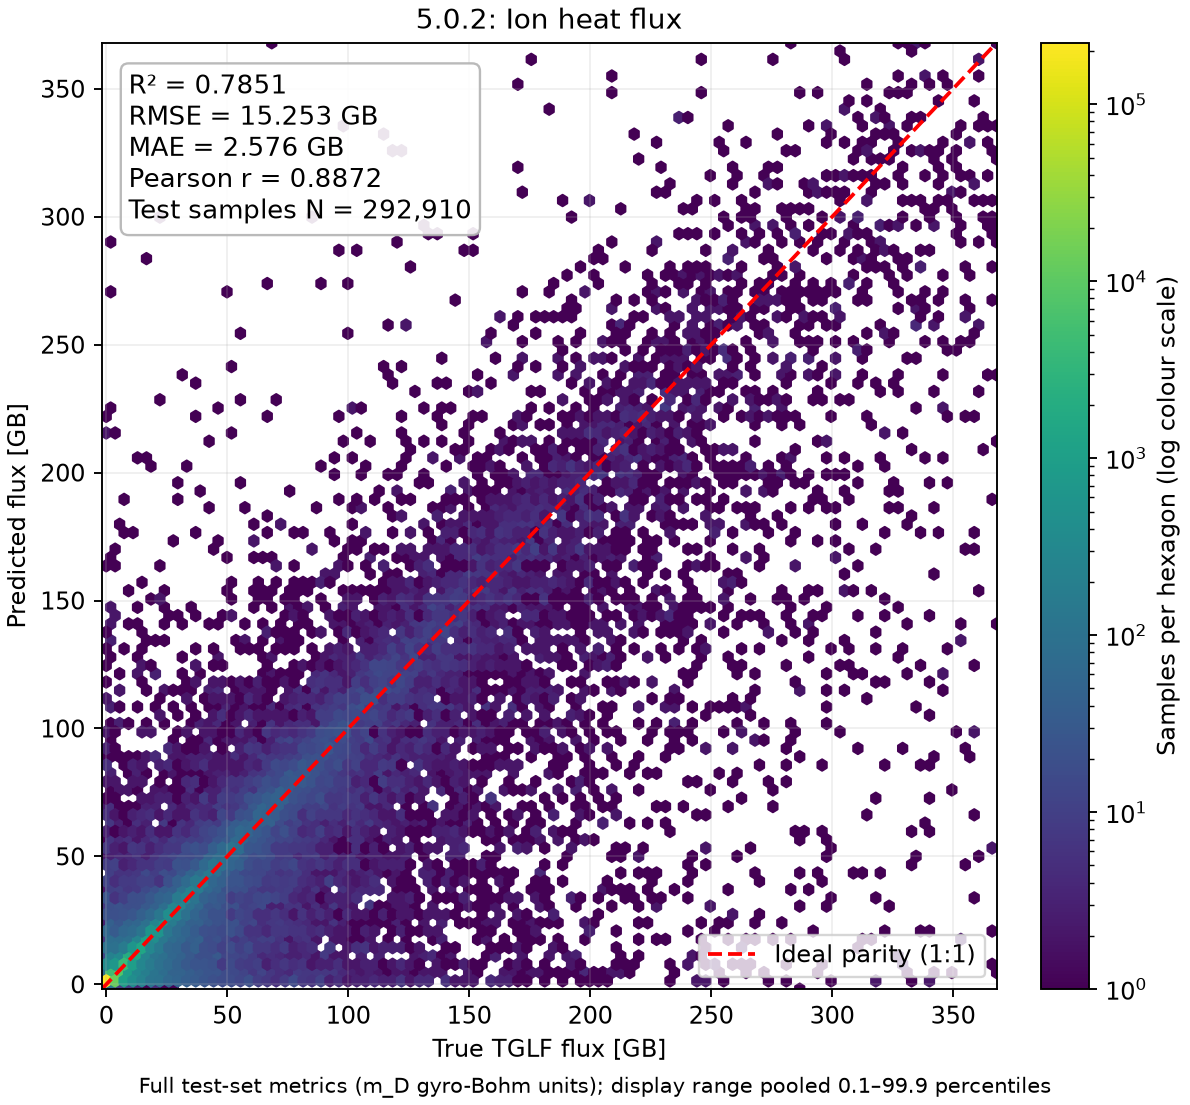 5.0.2: Ion heat flux
R² = 0.7851
RMSE = 15.253 GB
MAE = 2.576 GB
Pearson r = 0.8872
Test samples N = 292,910
Predicted flux [GB]
350
300
250
200
150
100
50
0
0 50 100 150 200 250 300 350
Ideal parity (1:1)
True TGLF flux [GB]
10⁵
10⁴
10³
10²
10¹
10⁰
Samples per hexagon (log colour scale)
Full test-set metrics (m_D gyro-Bohm units); display range pooled 0.1–99.9 percentiles